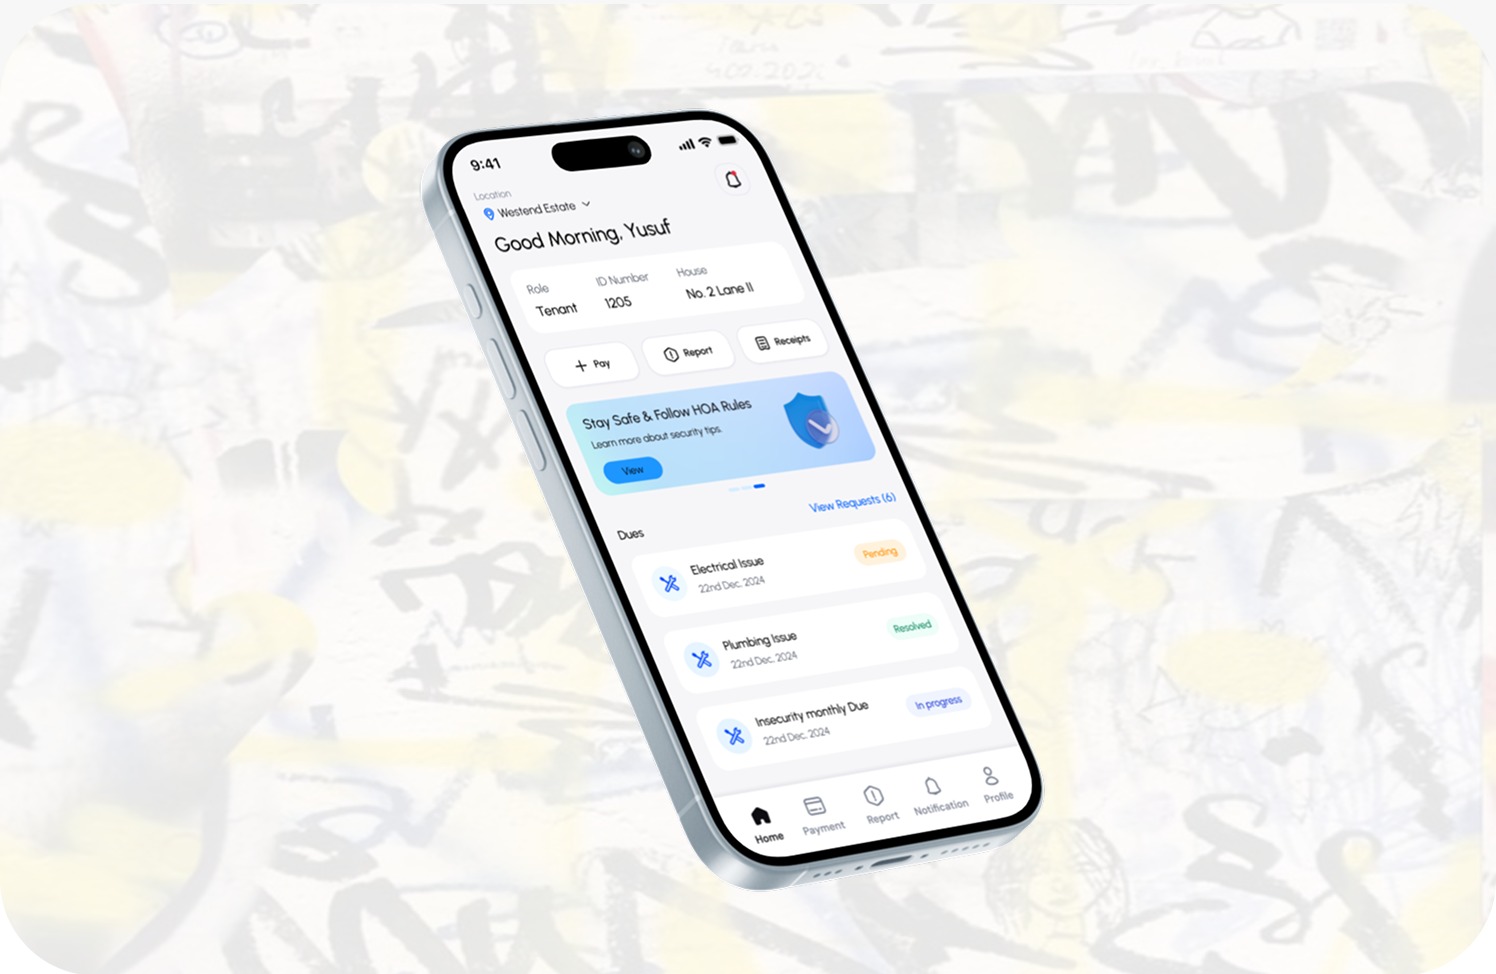 9:41
Location
Westend Estate
Good Morning, Yusuf
Role ID Number House
Tenant 1205 No. 2 Lane II
Pay Report Receipts
Stay Safe & Follow HOA Rules
Learn more about security tips.
View
View Requests (6)
Dues
Electrical Issue Pending
22nd Dec, 2024
Plumbing Issue Resolved
22nd Dec, 2024
Insecurity monthly Due In progress
22nd Dec, 2024
Home Payment Report Notification Profile